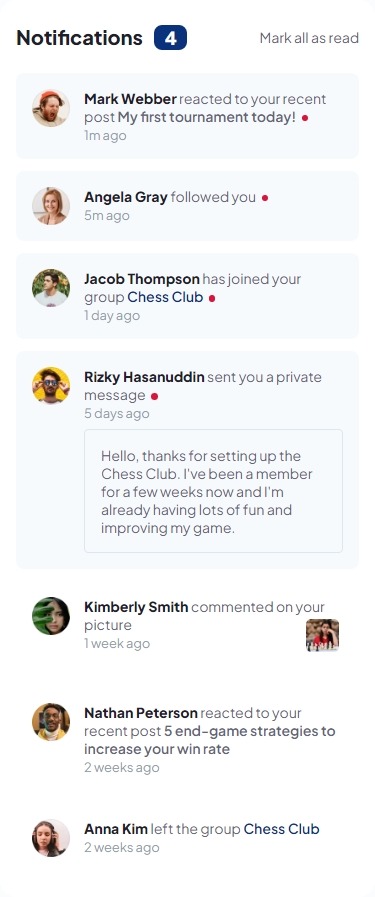 Notifications 4 Mark all as read
Mark Webber reacted to your recent
post My first tournament today!
1m ago
Angela Gray followed you
5m ago
Jacob Thompson has joined your
group Chess Club
1 day ago
Rizky Hasanuddin sent you a private
message
5 days ago
Hello, thanks for setting up the
Chess Club. I've been a member
for a few weeks now and I'm
already having lots of fun and
improving my game.
Kimberly Smith commented on your
picture
1 week ago
Nathan Peterson reacted to your
recent post 5 end-game strategies to
increase your win rate
2 weeks ago
Anna Kim left the group Chess Club
2 weeks ago